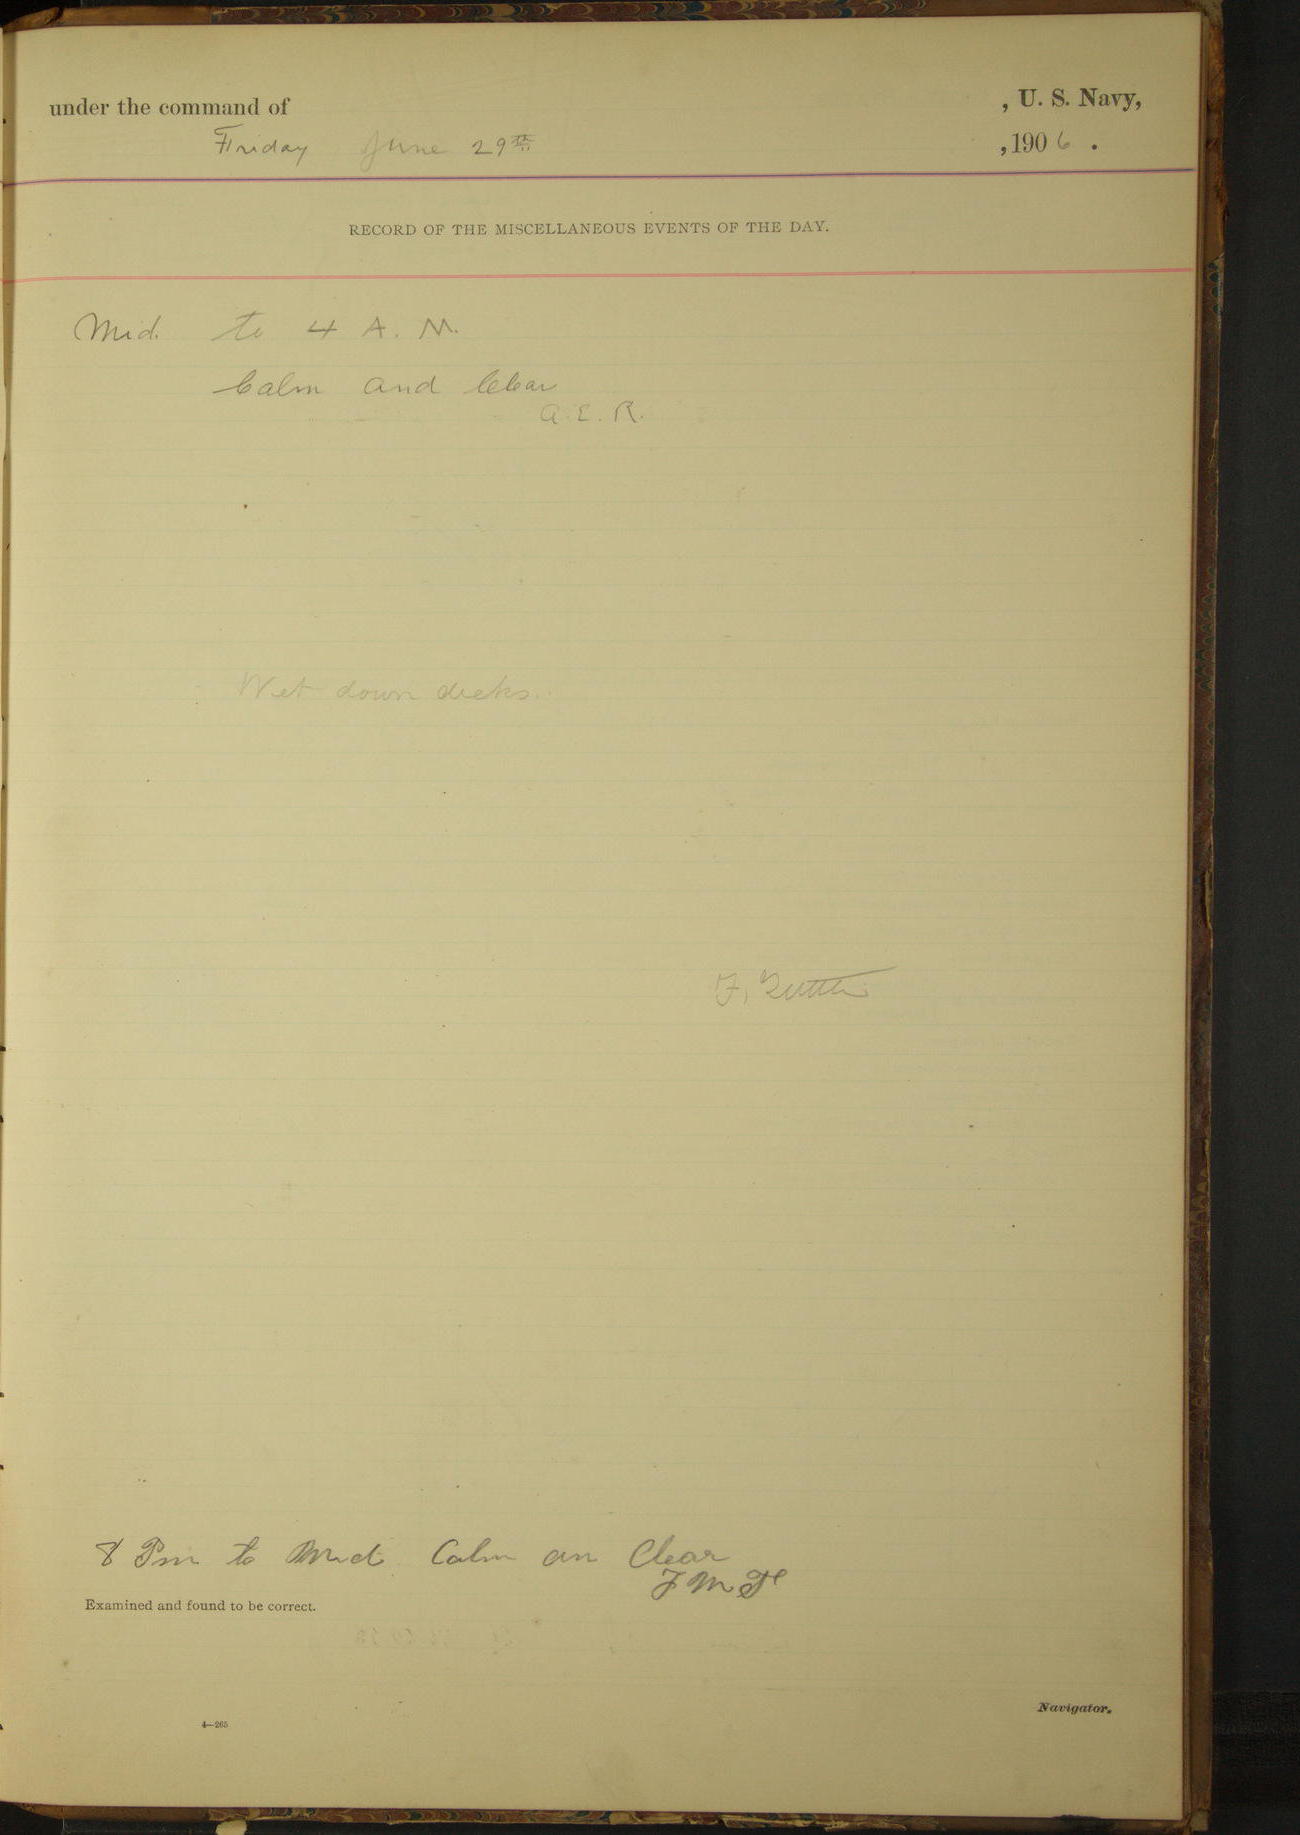 under the command of , U. S. Navy,
Friday June 29th ,1906 .
RECORD OF THE MISCELLANEOUS EVENTS OF THE DAY.
Mid. to 4 A. M.
Calm and Clear
A. E. R.
Wet down decks.
F.
8 Pm to Mid Calm an Clear
Examined and found to be correct.
Navigator.
4—265